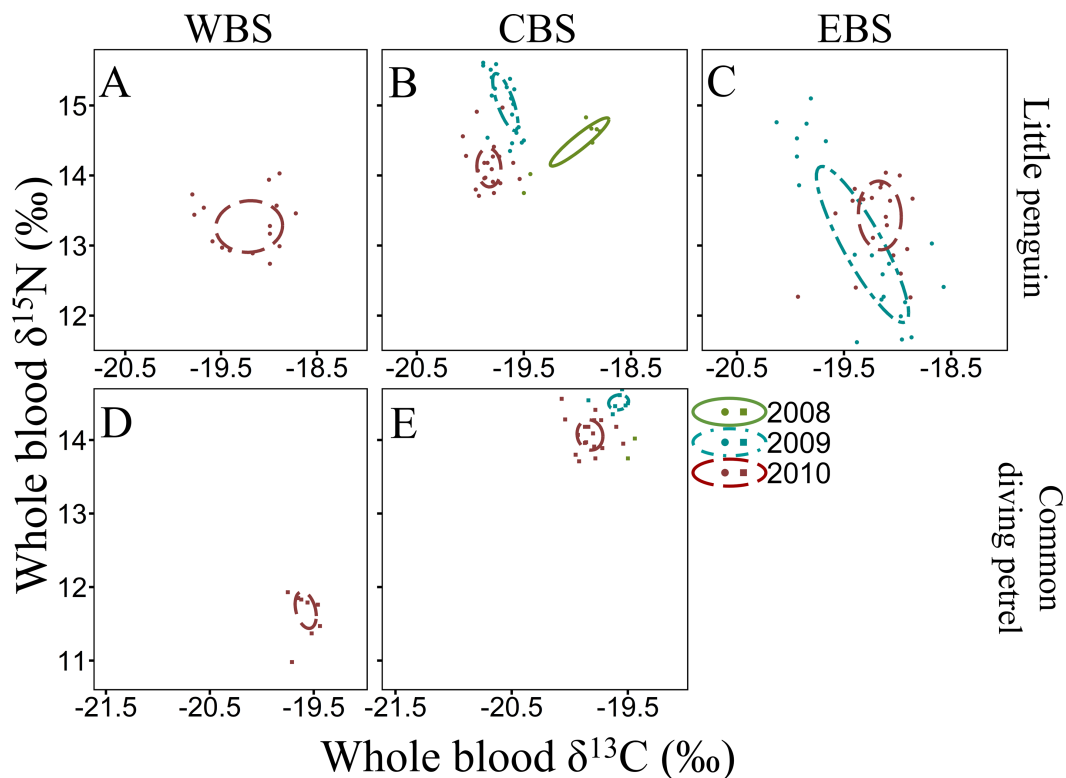 WBS CBS EBS
A B C
15
14
13
12
Whole blood δ¹⁵N (‰)
Little penguin
-20.5 -19.5 -18.5 -20.5 -19.5 -18.5 -20.5 -19.5 -18.5
D E
2008
2009
2010
14
13
12
11
Common
diving petrel
-21.5 -20.5 -19.5 -21.5 -20.5 -19.5
Whole blood δ¹³C (‰)